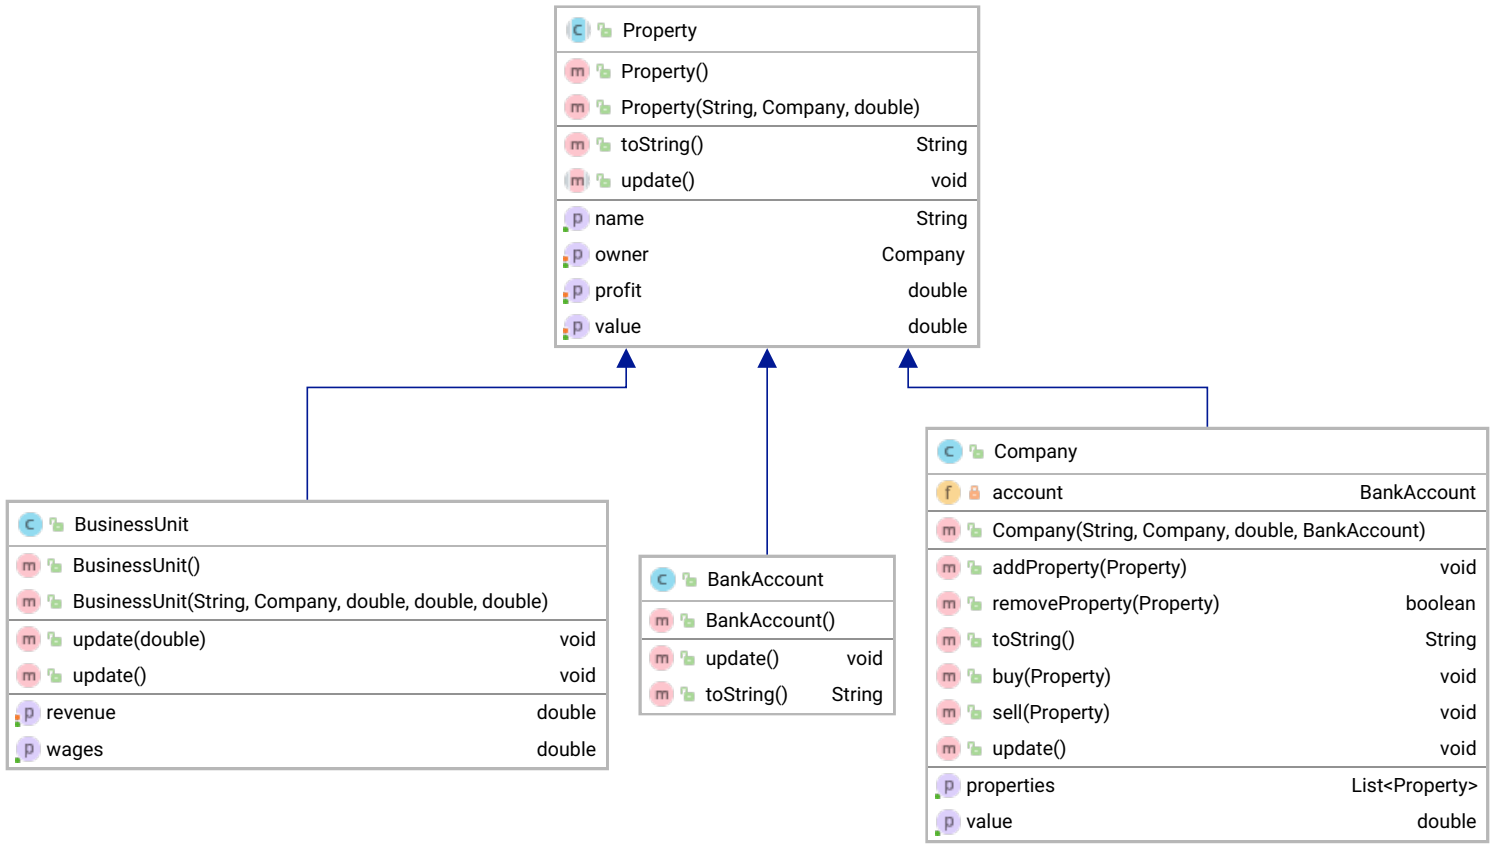 C Property
m Property()
m Property(String, Company, double)
m toString() String
m update() void
p name String
p owner Company
p profit double
p value double
C BusinessUnit
m BusinessUnit()
m BusinessUnit(String, Company, double, double, double)
m update(double) void
m update() void
p revenue double
p wages double
C BankAccount
m BankAccount()
m update() void
m toString() String
C Company
f account BankAccount
m Company(String, Company, double, BankAccount)
m addProperty(Property) void
m removeProperty(Property) boolean
m toString() String
m buy(Property) void
m sell(Property) void
m update() void
p properties List<Property>
p value double